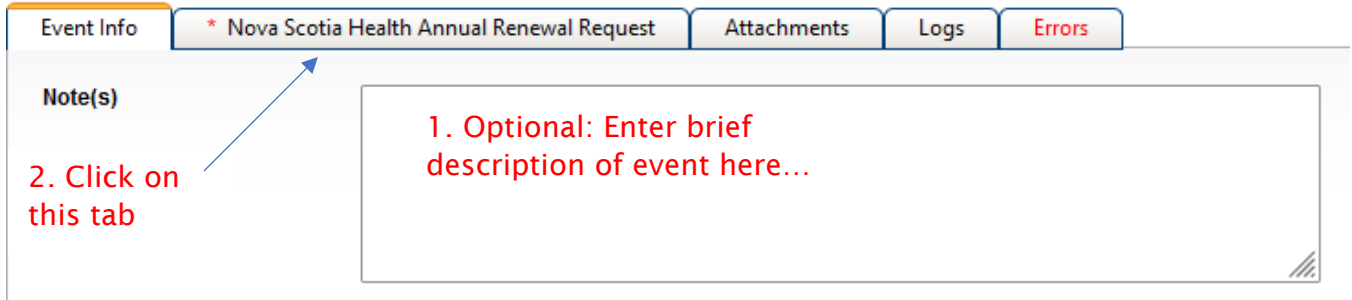 Event Info * Nova Scotia Health Annual Renewal Request Attachments Logs Errors
Note(s)
1. Optional: Enter brief
description of event here...
2. Click on
this tab